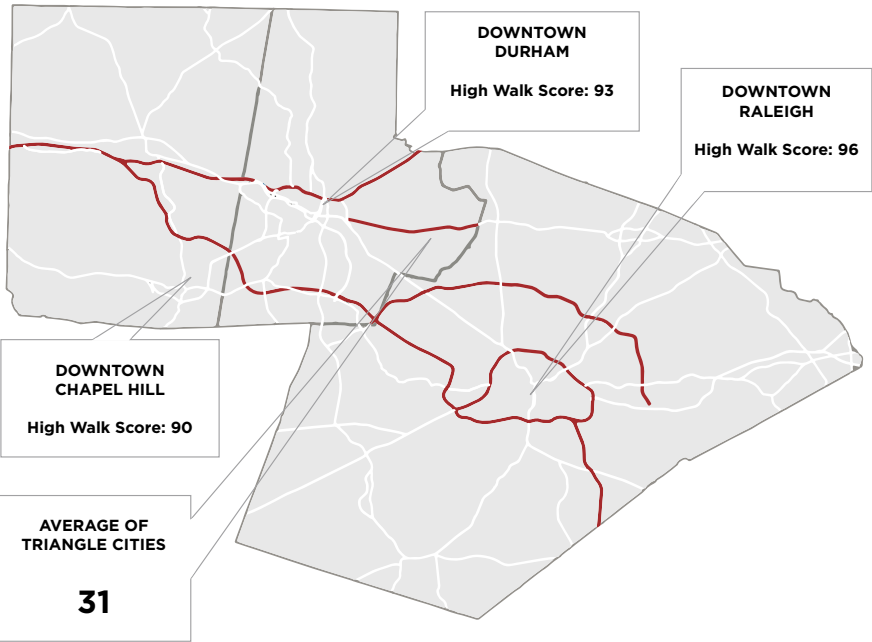 DOWNTOWN
DURHAM
High Walk Score: 93
DOWNTOWN
RALEIGH
High Walk Score: 96
DOWNTOWN
CHAPEL HILL
High Walk Score: 90
AVERAGE OF
TRIANGLE CITIES
31